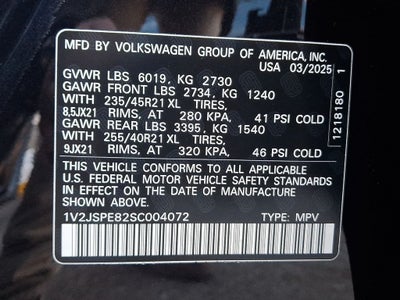 MFD BY VOLKSWAGEN GROUP OF AMERICA, INC.
USA 03/2025
GVWR LBS 6019, KG 2730
GAWR FRONT LBS 2734, KG 1240
WITH 235/45R21 XL TIRES,
8,5JX21 RIMS, AT 280 KPA, 41 PSI COLD
GAWR REAR LBS 3395, KG 1540
WITH 255/40R21 XL TIRES,
9JX21 RIMS, AT 320 KPA, 46 PSI COLD
THIS VEHICLE CONFORMS TO ALL APPLICABLE
U.S. FEDERAL MOTOR VEHICLE SAFETY STANDARDS
IN EFFECT ON THE DATE OF MANUFACTURE
SHOWN ABOVE.
1V2JSPE82SC004072 TYPE: MPV
1218180 1